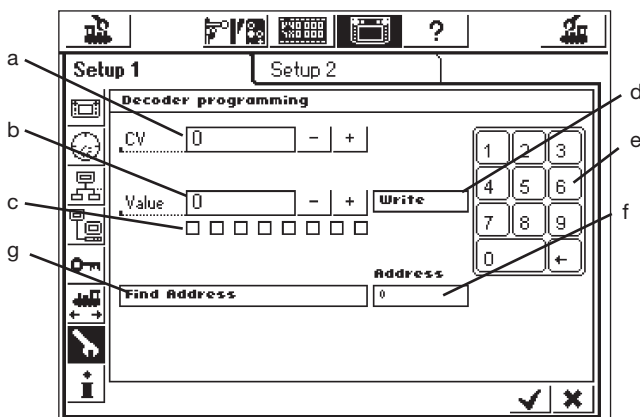 ?
Setup 1 Setup 2
a
Decoder programming
d
CV 0 - +
1 2 3
e
b
4 5 6
Value 0 - + Write
c
7 8 9
f
0 ←
g
Address
Find Address 0